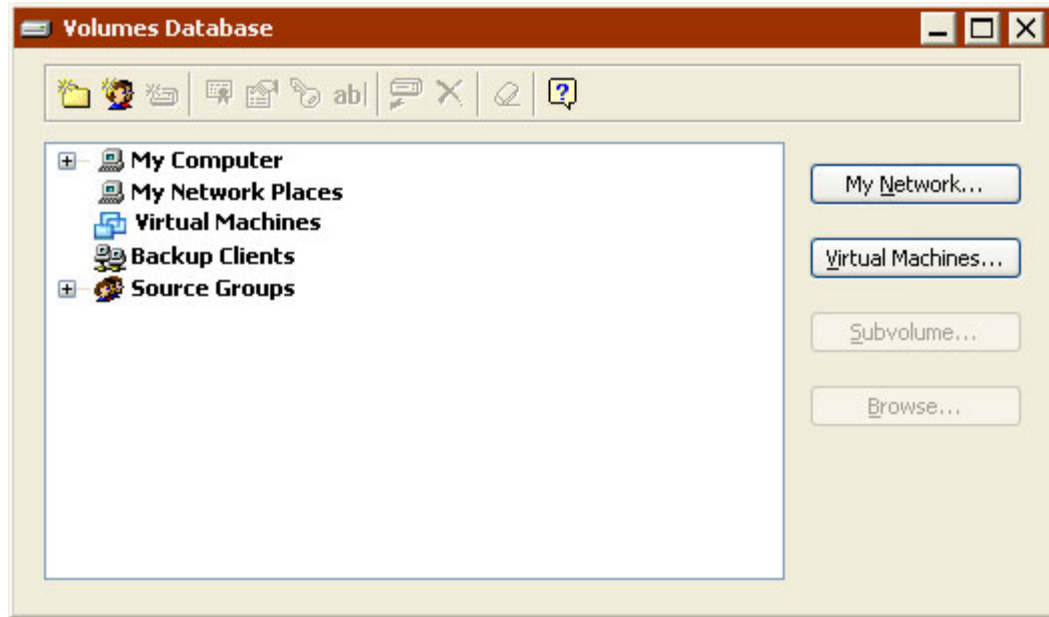 Volumes Database
ab|
?
My Computer
My Network Places
Virtual Machines
Backup Clients
Source Groups
My Network...
Virtual Machines...
Subvolume...
Browse...